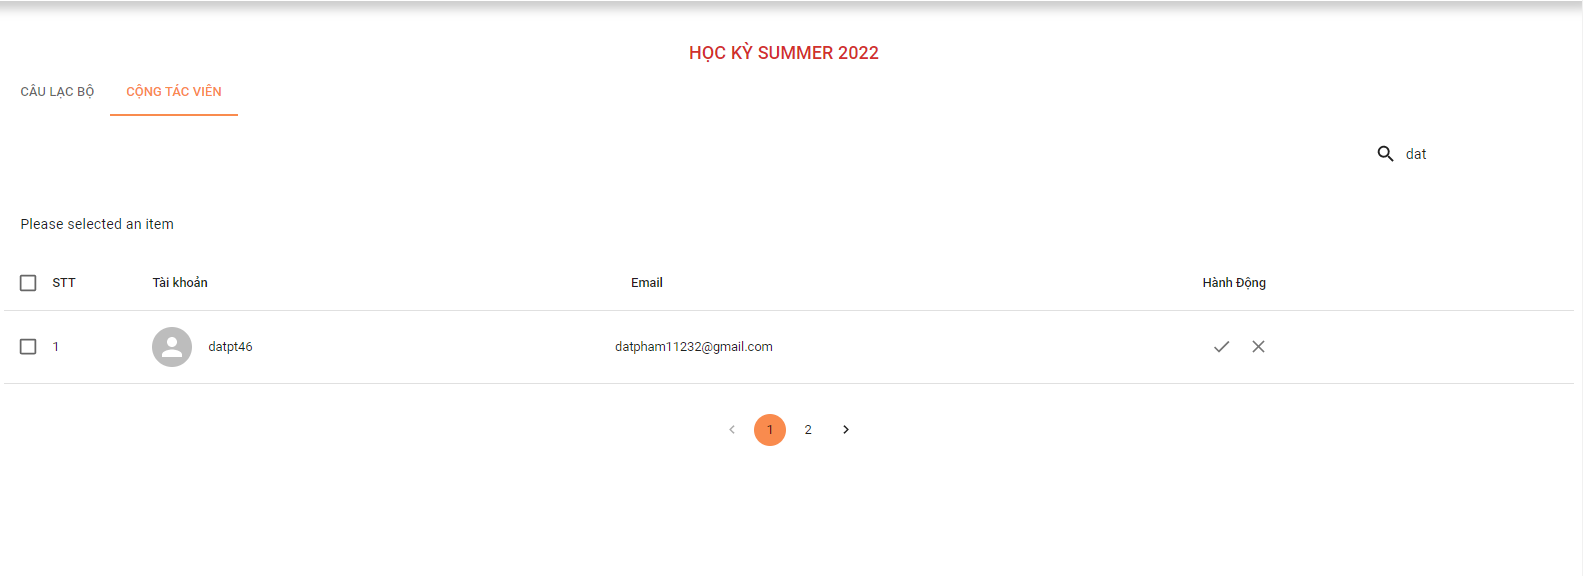 HỌC KỲ SUMMER 2022
CÂU LẠC BỘ CỘNG TÁC VIÊN
dat
Please selected an item
STT Tài khoản Email Hành Động
1 datpt46 datpham11232@gmail.com
1 2